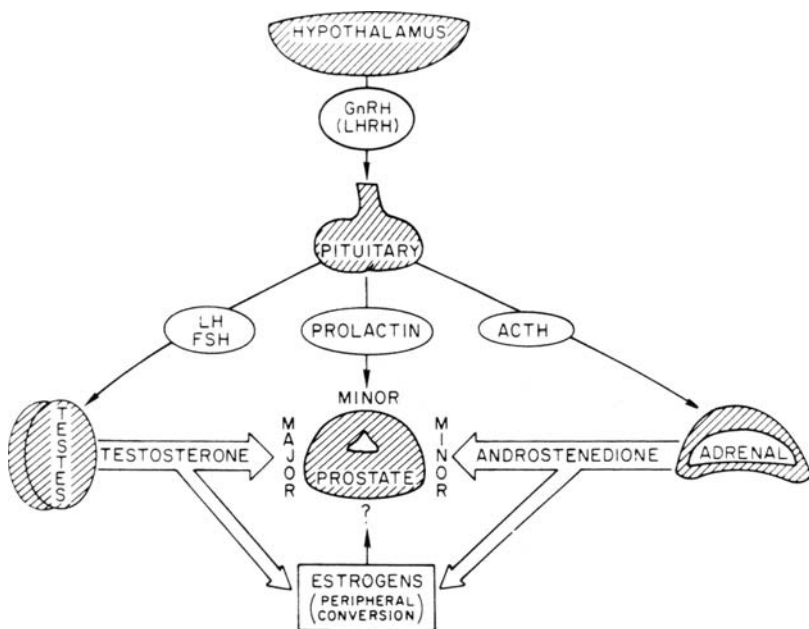 HYPOTHALAMUS
GnRH
(LHRH)
PITUITARY
LH
FSH
PROLACTIN
ACTH
MINOR
TESTES
TESTOSTERONE
MAJOR
PROSTATE
MINOR
ANDROSTENEDIONE
ADRENAL
?
ESTROGENS
(PERIPHERAL
CONVERSION)